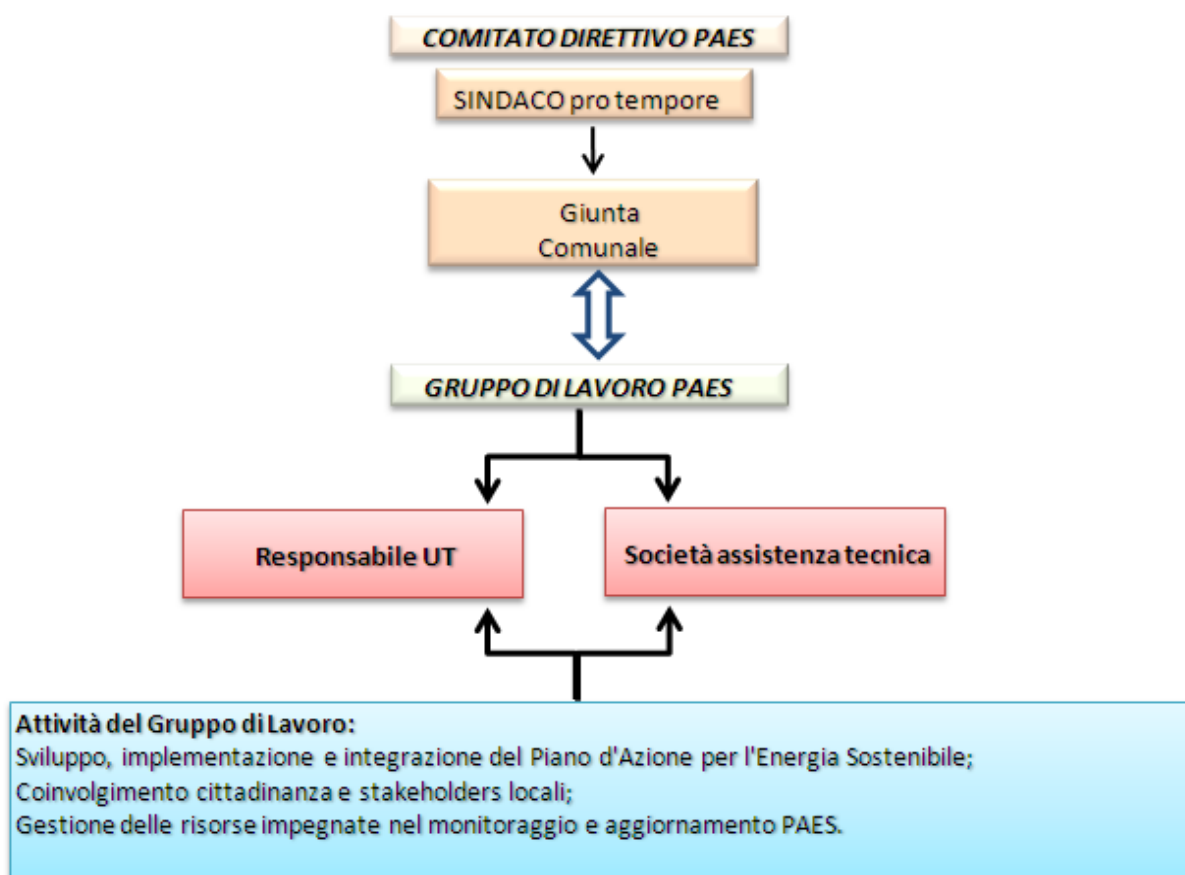 COMITATO DIRETTIVO PAES
SINDACO pro tempore
Giunta
Comunale
GRUPPO DI LAVORO PAES
Responsabile UT
Società assistenza tecnica
Attività del Gruppo di Lavoro:
Sviluppo, implementazione e integrazione del Piano d'Azione per l'Energia Sostenibile;
Coinvolgimento cittadinanza e stakeholders locali;
Gestione delle risorse impegnate nel monitoraggio e aggiornamento PAES.